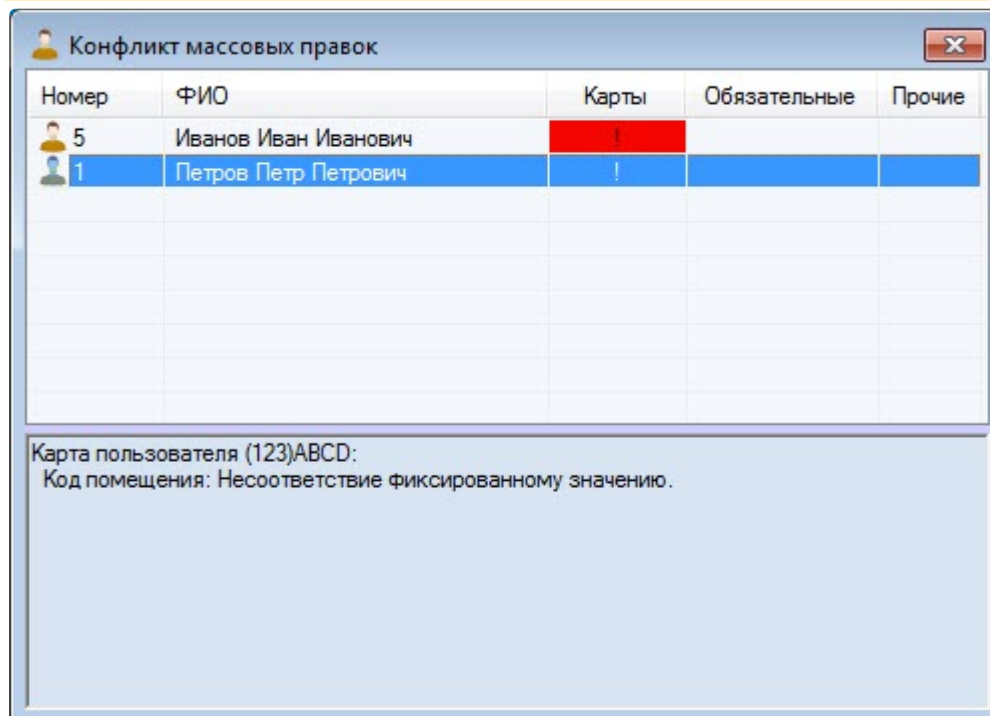 Конфликт массовых правок
Номер ФИО Карты Обязательные Прочие
5 Иванов Иван Иванович !
1 Петров Петр Петрович !
Карта пользователя (123)ABCD:
Код помещения: Несоответствие фиксированному значению.